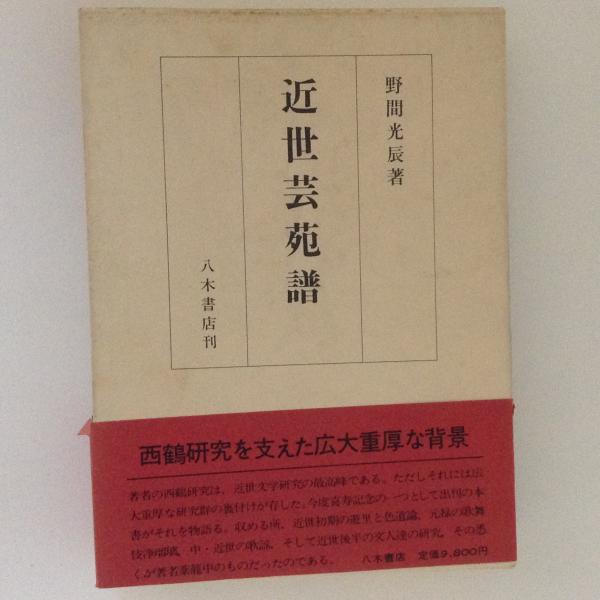 野間光辰著
近世芸苑譜
八木書店刊
西鶴研究を支えた広大重厚な背景
著者の西鶴研究は、近世文学研究の最高峰である。ただしそれには広
大重厚な研究群の裏付けが存した。今度喜寿記念の一つとして出刊の本
書がそれを物語る。収める所、近世初期の遊里と色道論、元禄の歌舞
伎浄瑠璃、中・近世の歌謡、そして近世後半の文人達の研究。その悉
くが著者薬籠中のものだったのである。 八木書店 定価9,800円